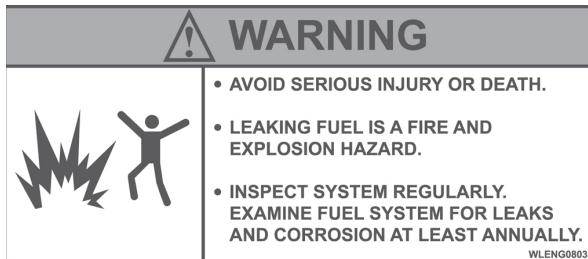 WARNING
• AVOID SERIOUS INJURY OR DEATH.
• LEAKING FUEL IS A FIRE AND
EXPLOSION HAZARD.
• INSPECT SYSTEM REGULARLY.
EXAMINE FUEL SYSTEM FOR LEAKS
AND CORROSION AT LEAST ANNUALLY.
WLENG0803